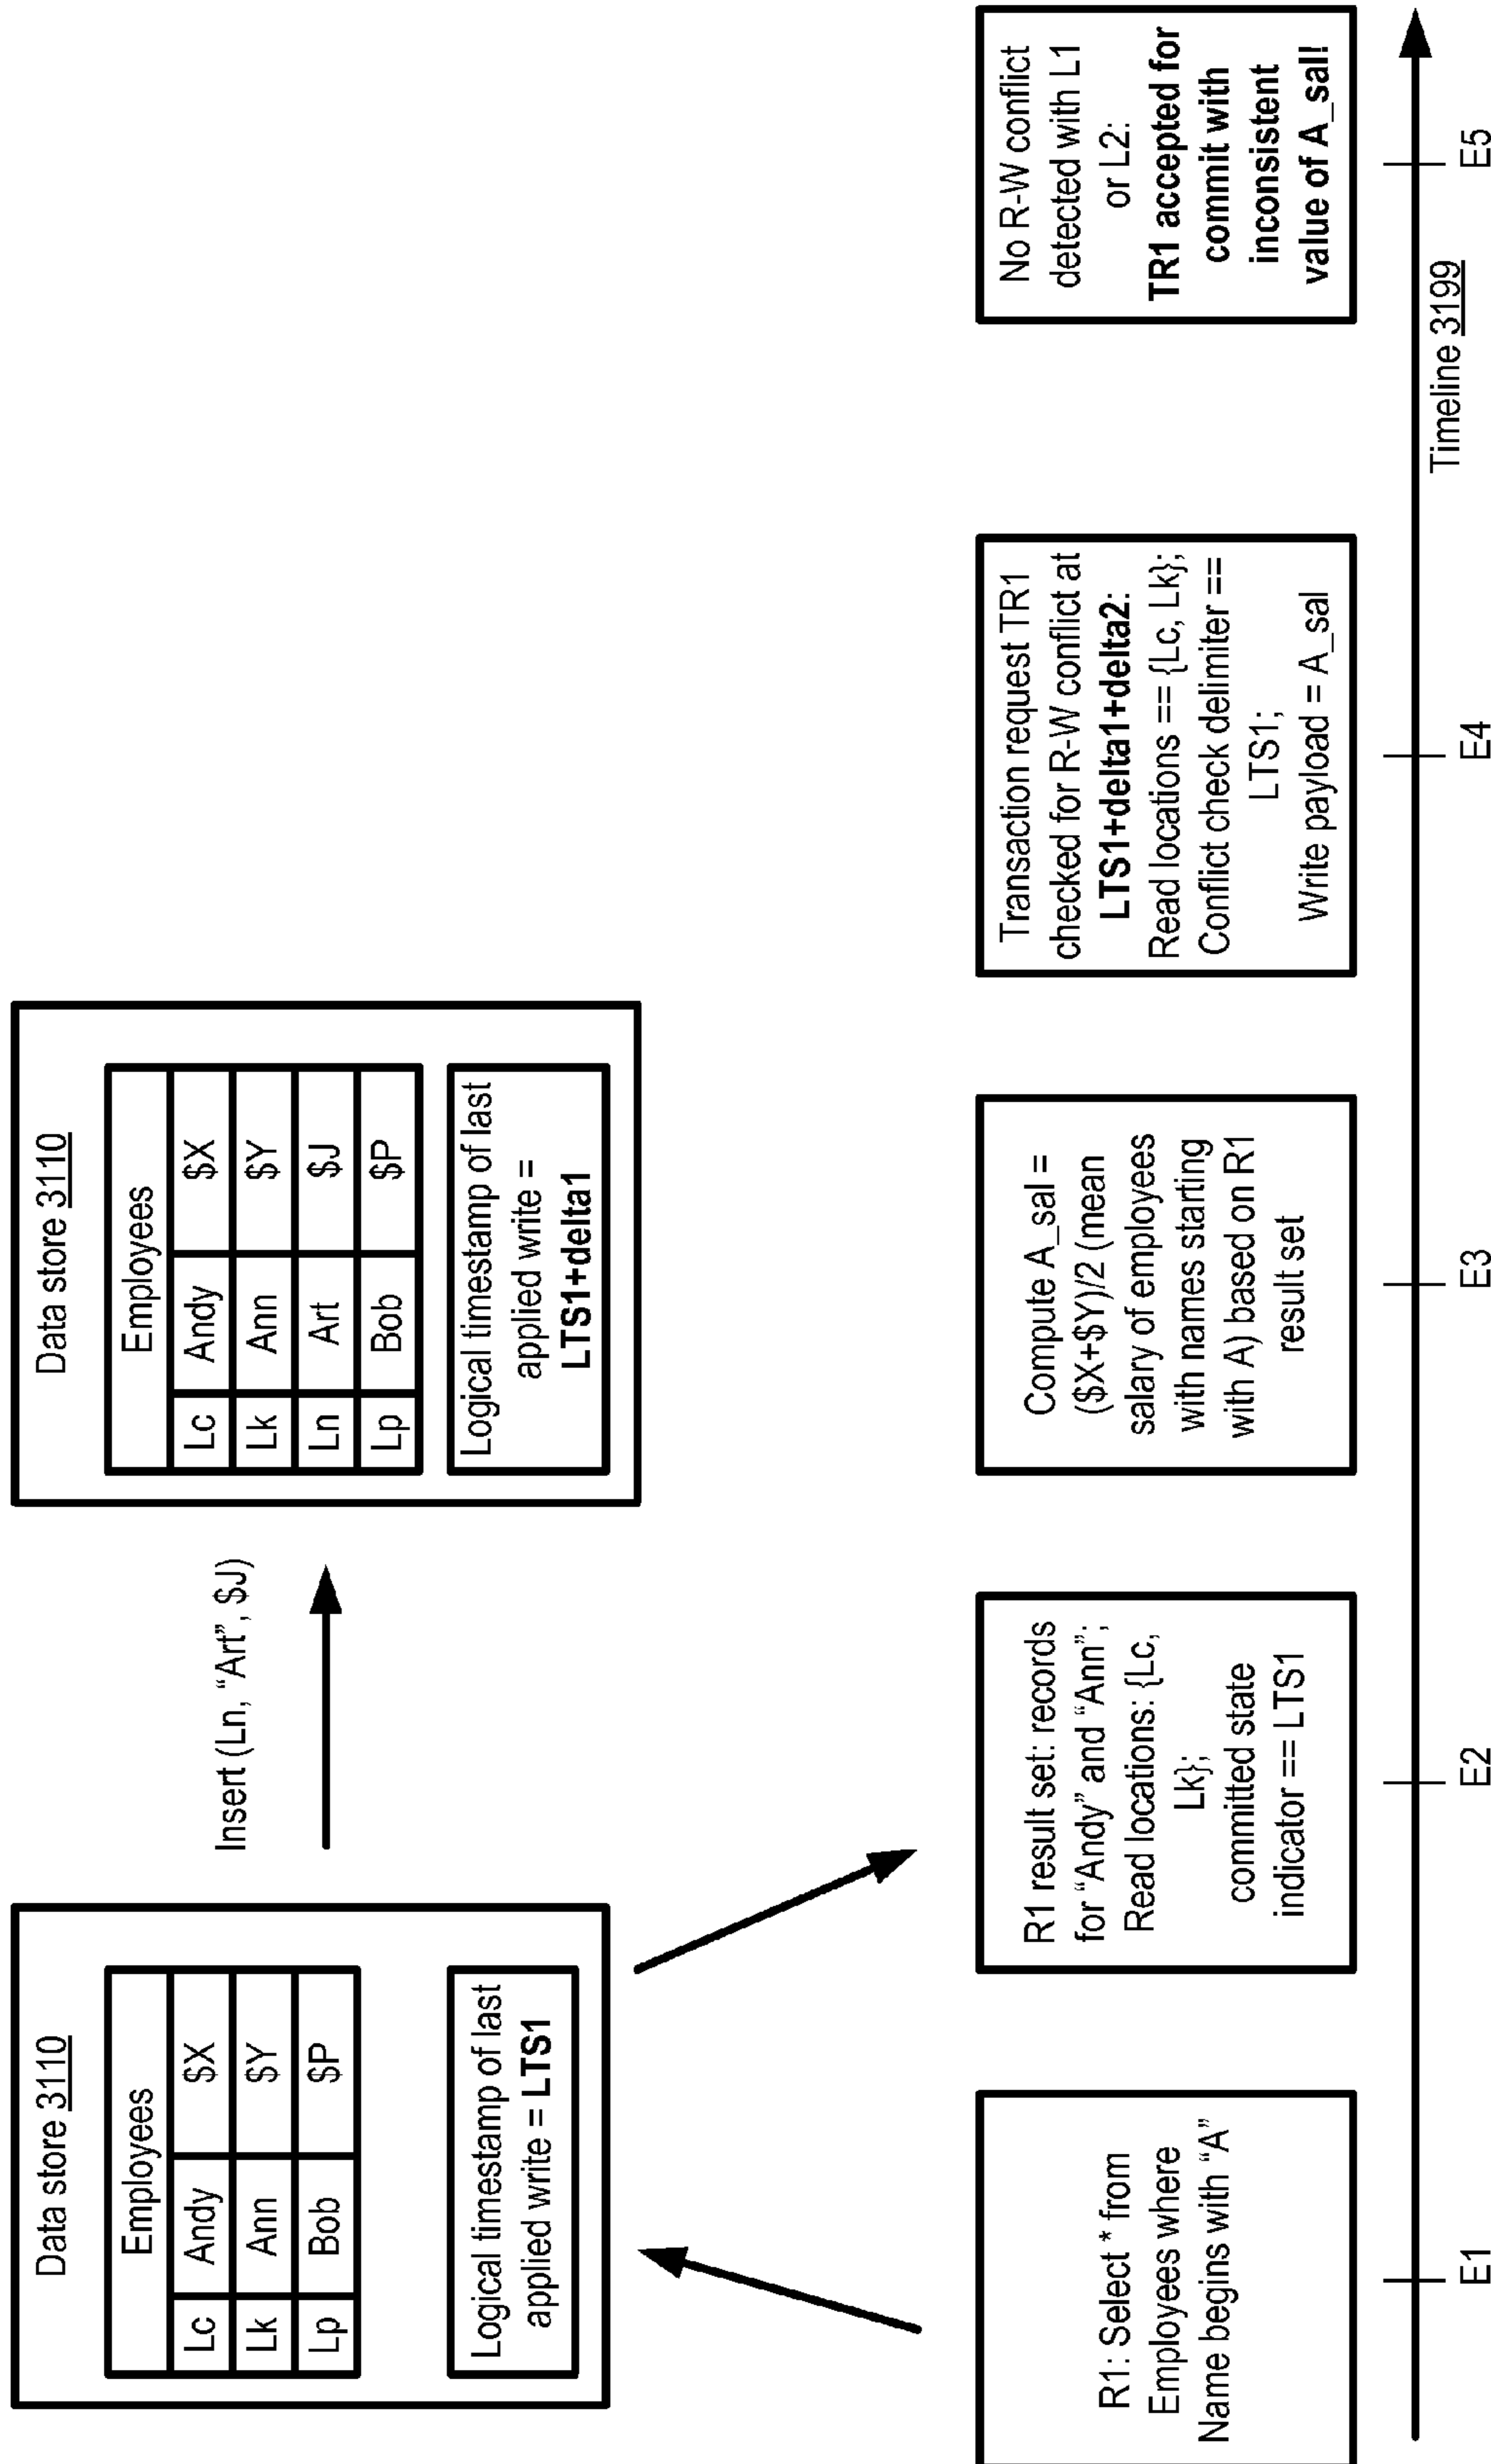 Data store 3110
Employees
Lc Andy $X
Lk Ann $Y
Lp Bob $P
Logical timestamp of last
applied write = LTS1
Insert (Ln, “Art”, $J)
Data store 3110
Employees
Lc Andy $X
Lk Ann $Y
Ln Art $J
Lp Bob $P
Logical timestamp of last
applied write =
LTS1+delta1
R1: Select * from
Employees where
Name begins with “A”
R1 result set: records
for “Andy” and “Ann”;
Read locations: {Lc,
Lk};
committed state
indicator == LTS1
Compute A_sal =
($X+$Y)/2 (mean
salary of employees
with names starting
with A) based on R1
result set
Transaction request TR1
checked for R-W conflict at
LTS1+delta1+delta2:
Read locations == {Lc, Lk};
Conflict check delimiter ==
LTS1;
Write payload = A_sal
No R-W conflict
detected with L1
or L2:
TR1 accepted for
commit with
inconsistent
value of A_sal!
Timeline 3199
E1
E2
E3
E4
E5